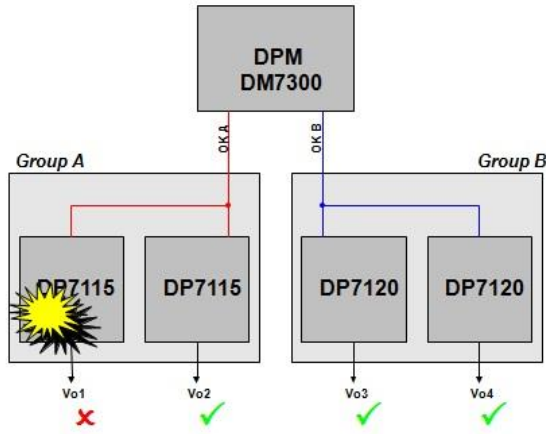 DPM
DM7300
OK A
OK B
Group A
Group B
DP7115
DP7115
DP7120
DP7120
Vo1
Vo2
Vo3
Vo4